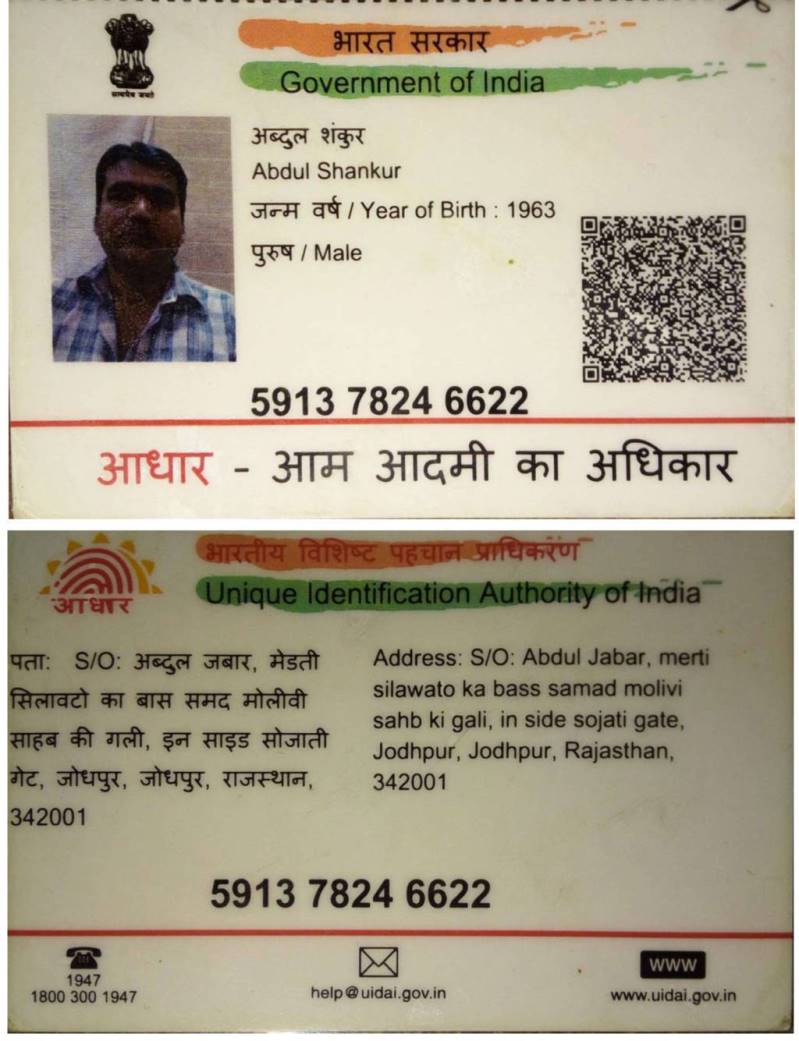 भारत सरकार
Government of India
सत्यमेव जयते
अब्दुल शंकुर
Abdul Shankur
जन्म वर्ष / Year of Birth : 1963
पुरुष / Male
5913 7824 6622
आधार - आम आदमी का अधिकार
भारतीय विशिष्ट पहचान प्राधिकरण
Unique Identification Authority of India
आधार
पता: S/O: अब्दुल जबार, मेडती
सिलावटो का बास समद मोलीवी
साहब की गली, इन साइड सोजाती
गेट, जोधपुर, जोधपुर, राजस्थान,
342001
Address: S/O: Abdul Jabar, merti
silawato ka bass samad molivi
sahb ki gali, in side sojati gate,
Jodhpur, Jodhpur, Rajasthan,
342001
5913 7824 6622
1947
1800 300 1947
help@uidai.gov.in
www
www.uidai.gov.in